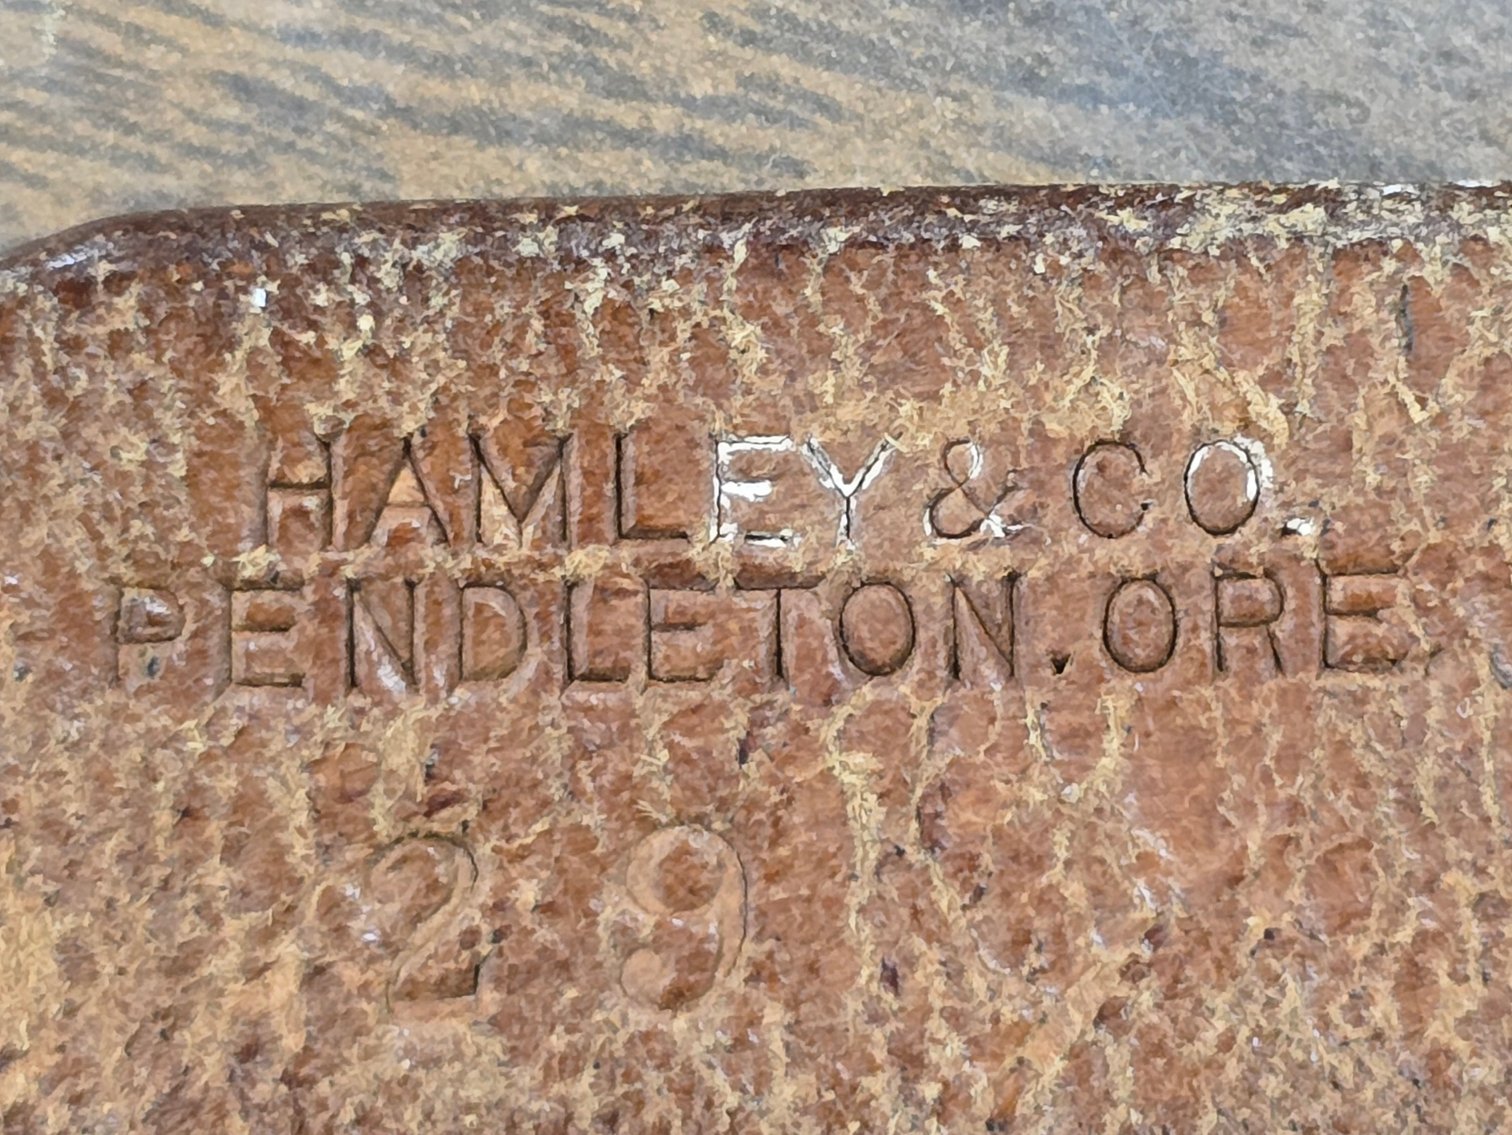 HAMLEY & CO.
PENDLETON. ORE.
29